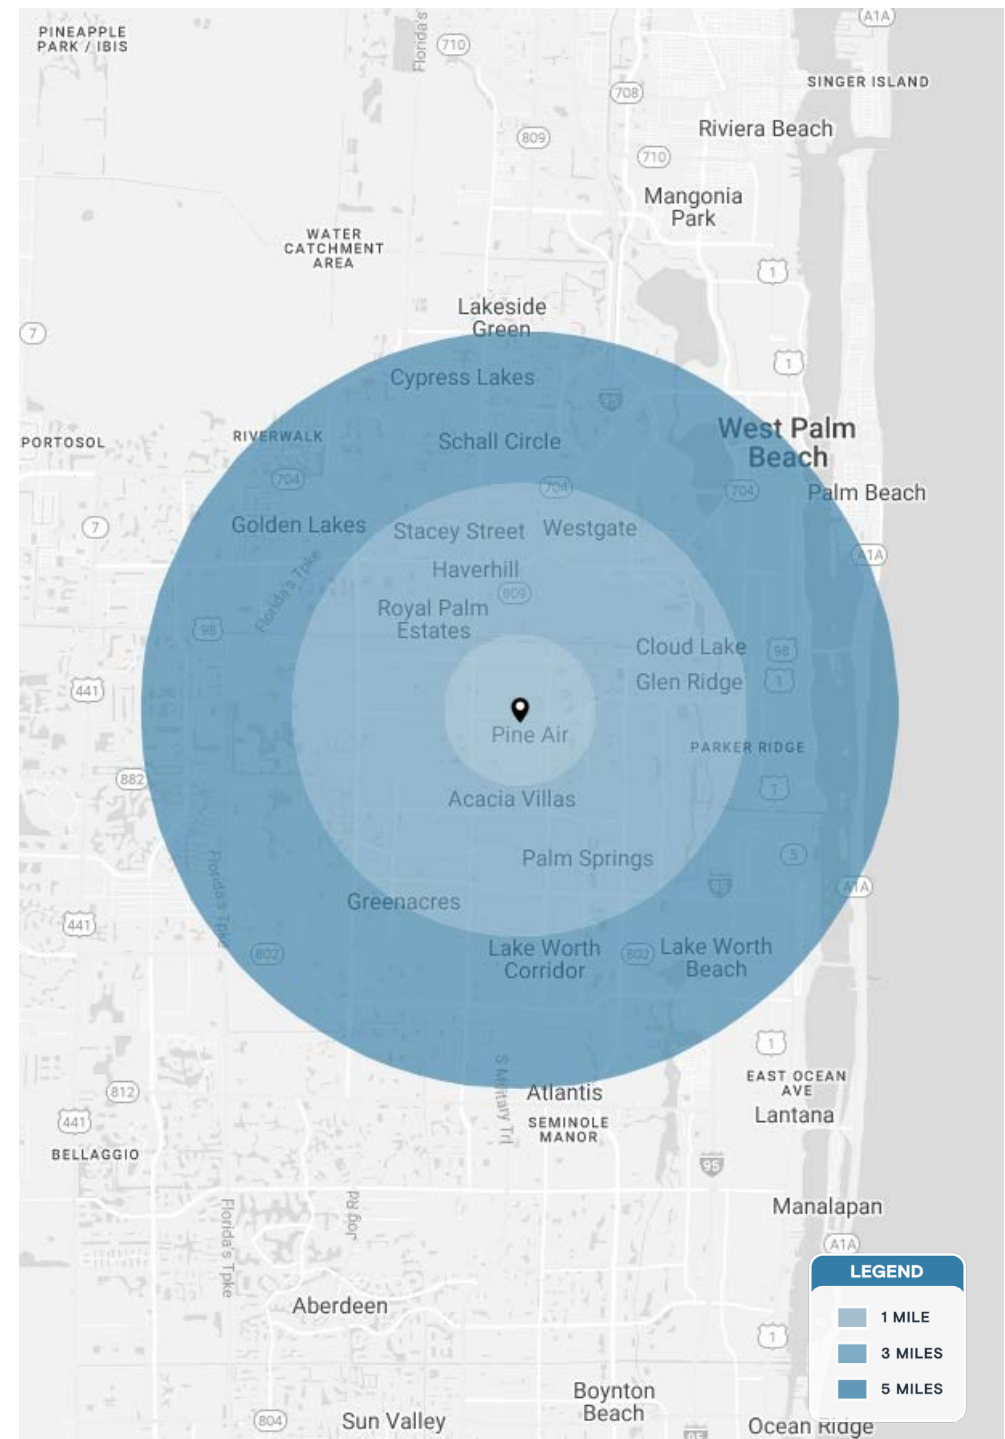 A1A
PINEAPPLE
PARK / IBIS
Florida's
710
SINGER ISLAND
708
Riviera Beach
809
710
Mangonia
Park
WATER
CATCHMENT
AREA
1
Lakeside
Green
7
1
Cypress Lakes
95
West Palm
Beach
PORTOSOL
RIVERWALK
Schall Circle
704
704
704
Palm Beach
7
Golden Lakes
Stacey Street
Westgate
A1A
Florida's Tpke
Haverhill
809
Royal Palm
Estates
98
Cloud Lake
98
441
Glen Ridge
1
Pine Air
PARKER RIDGE
882
1
Acacia Villas
5
Palm Springs
Florida's Tpke
95
A1A
Greenacres
441
802
Lake Worth
Corridor
802
Lake Worth
Beach
1
S Military Trl
EAST OCEAN
AVE
812
Atlantis
Lantana
441
SEMINOLE
MANOR
BELLAGGIO
95
Florida's Tpke
Jog Rd
Manalapan
A1A
LEGEND
1 MILE
3 MILES
5 MILES
Aberdeen
1
Boynton
Beach
804
Sun Valley
95
Ocean Ridge